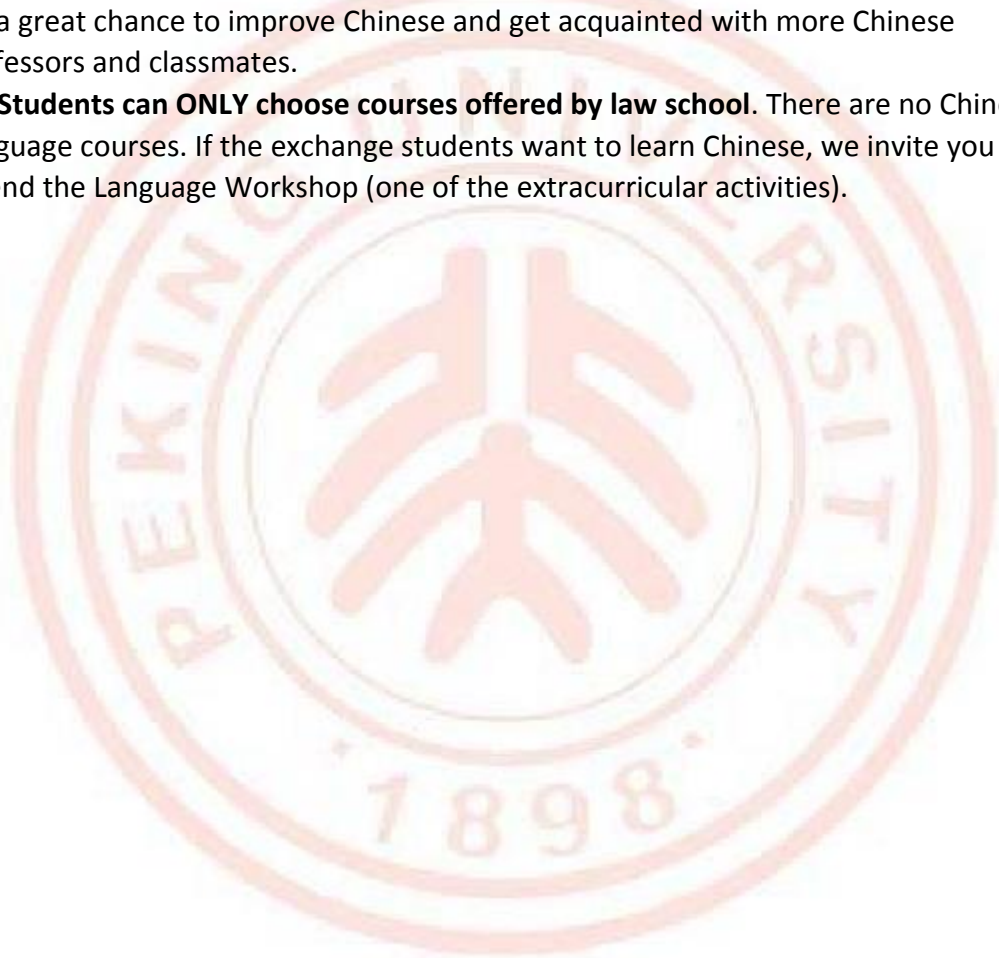 a great chance to improve Chinese and get acquainted with more Chinese
fessors and classmates.
Students can ONLY choose courses offered by law school. There are no Chin
guage courses. If the exchange students want to learn Chinese, we invite you
end the Language Workshop (one of the extracurricular activities).
PEKING UNIVERSITY
1898